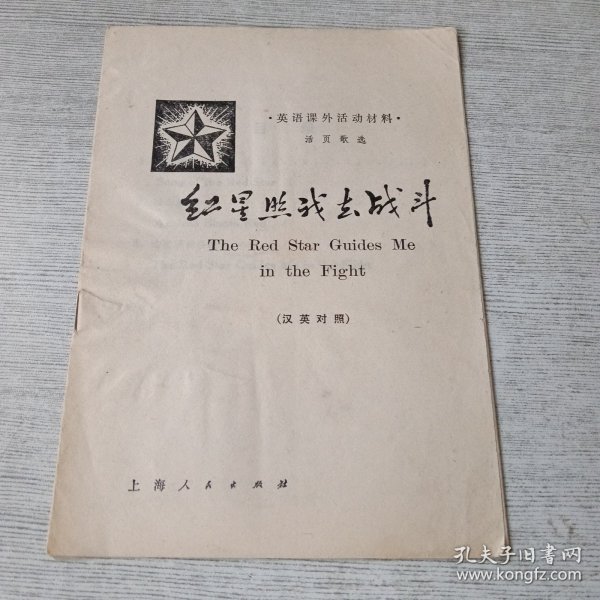 ·英语课外活动材料·
活页歌选
红星照我去战斗
The Red Star Guides Me
in the Fight
(汉英对照)
上海人民出版社
孔夫子旧书网
www.kongfz.com